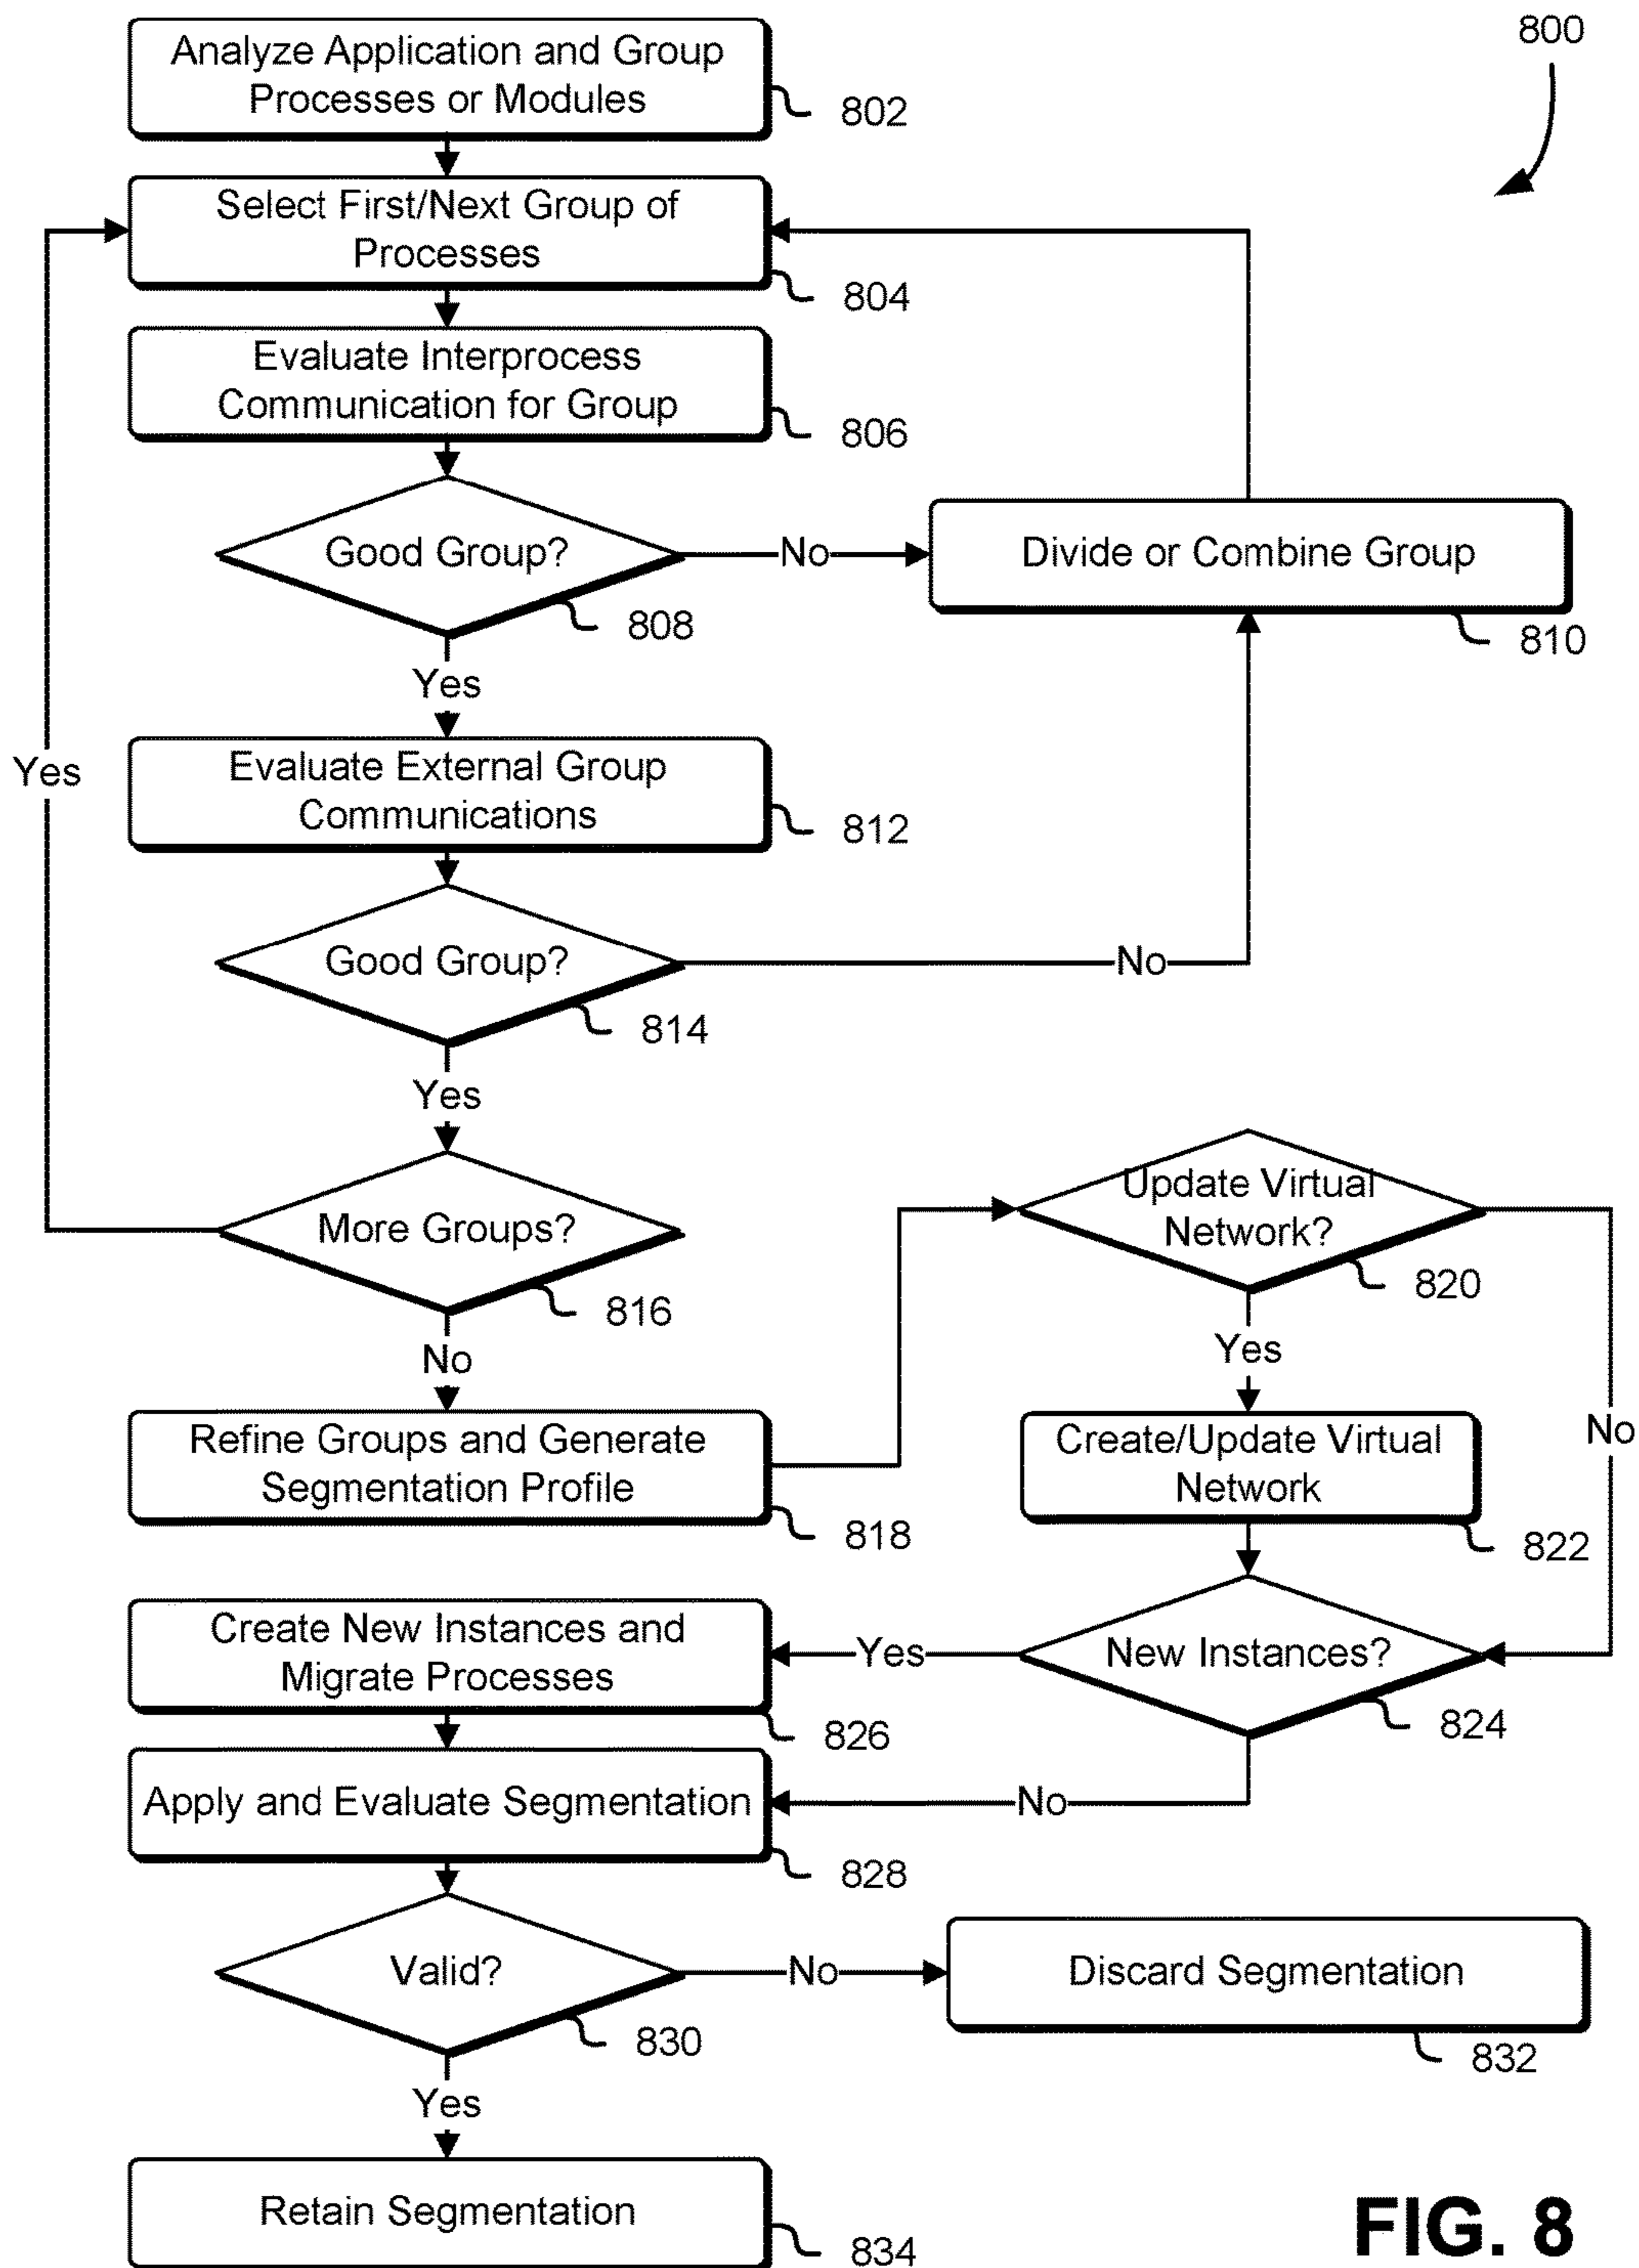 800
Analyze Application and Group
Processes or Modules
802
Select First/Next Group of
Processes
804
Evaluate Interprocess
Communication for Group
806
Good Group?
808
No
Divide or Combine Group
810
Yes
Yes
Evaluate External Group
Communications
812
Good Group?
814
No
Yes
More Groups?
816
No
Refine Groups and Generate
Segmentation Profile
818
Update Virtual
Network?
820
Yes
No
Create/Update Virtual
Network
822
New Instances?
824
Yes
Create New Instances and
Migrate Processes
826
No
Apply and Evaluate Segmentation
828
Valid?
830
No
Discard Segmentation
832
Yes
Retain Segmentation
834
FIG. 8